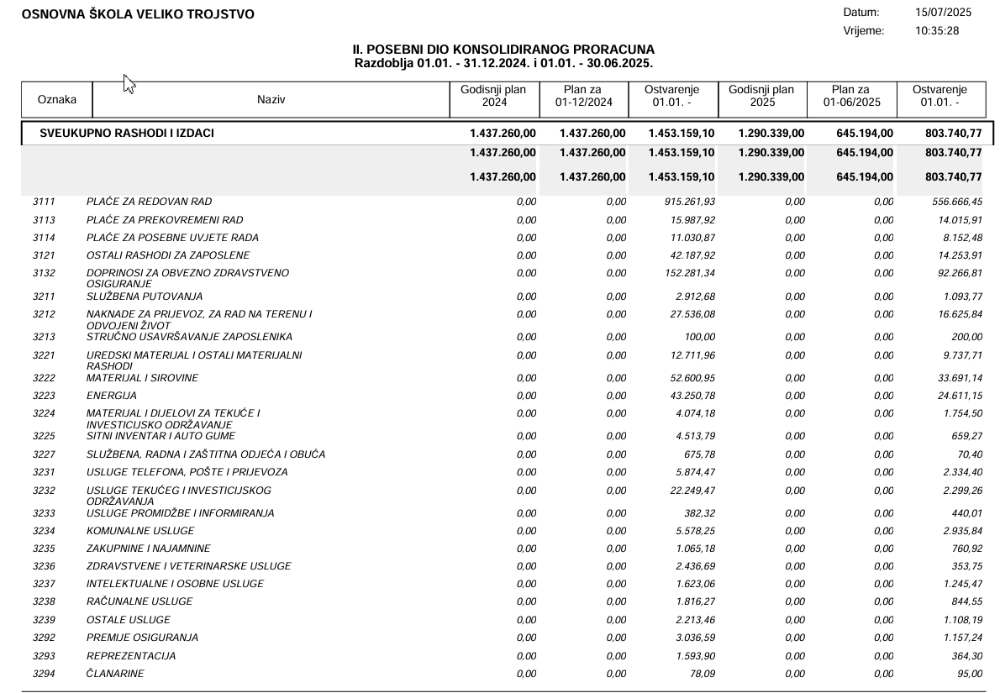 OSNOVNA ŠKOLA VELIKO TROJSTVO
Datum: 15/07/2025
Vrijeme: 10:35:28
II. POSEBNI DIO KONSOLIDIRANOG PRORACUNA
Razdoblja 01.01. - 31.12.2024. i 01.01. - 30.06.2025.
Oznaka Naziv Godisnji plan 2024 Plan za 01-12/2024 Ostvarenje 01.01. - Godisnji plan 2025 Plan za 01-06/2025 Ostvarenje 01.01. -
SVEUKUPNO RASHODI I IZDACI 1.437.260,00 1.437.260,00 1.453.159,10 1.290.339,00 645.194,00 803.740,77
1.437.260,00 1.437.260,00 1.453.159,10 1.290.339,00 645.194,00 803.740,77
1.437.260,00 1.437.260,00 1.453.159,10 1.290.339,00 645.194,00 803.740,77
3111 PLAĆE ZA REDOVAN RAD 0,00 0,00 915.261,93 0,00 0,00 556.666,45
3113 PLAĆE ZA PREKOVREMENI RAD 0,00 0,00 15.987,92 0,00 0,00 14.015,91
3114 PLAĆE ZA POSEBNE UVJETE RADA 0,00 0,00 11.030,87 0,00 0,00 8.152,48
3121 OSTALI RASHODI ZA ZAPOSLENE 0,00 0,00 42.187,92 0,00 0,00 14.253,91
3132 DOPRINOSI ZA OBVEZNO ZDRAVSTVENO 0,00 0,00 152.281,34 0,00 0,00 92.266,81
OSIGURANJE
3211 SLUŽBENA PUTOVANJA 0,00 0,00 2.912,68 0,00 0,00 1.093,77
3212 NAKNADE ZA PRIJEVOZ, ZA RAD NA TERENU I 0,00 0,00 27.536,08 0,00 0,00 16.625,84
ODVOJENI ŽIVOT
3213 STRUČNO USAVRŠAVANJE ZAPOSLENIKA 0,00 0,00 100,00 0,00 0,00 200,00
3221 UREDSKI MATERIJAL I OSTALI MATERIJALNI 0,00 0,00 12.711,96 0,00 0,00 9.737,71
RASHODI
3222 MATERIJAL I SIROVINE 0,00 0,00 52.600,95 0,00 0,00 33.691,14
3223 ENERGIJA 0,00 0,00 43.250,78 0,00 0,00 24.611,15
3224 MATERIJAL I DIJELOVI ZA TEKUĆE I 0,00 0,00 4.074,18 0,00 0,00 1.754,50
INVESTICIJSKO ODRŽAVANJE
3225 SITNI INVENTAR I AUTO GUME 0,00 0,00 4.513,79 0,00 0,00 659,27
3227 SLUŽBENA, RADNA I ZAŠTITNA ODJEĆA I OBUĆA 0,00 0,00 675,78 0,00 0,00 70,40
3231 USLUGE TELEFONA, POŠTE I PRIJEVOZA 0,00 0,00 5.874,47 0,00 0,00 2.334,40
3232 USLUGE TEKUĆEG I INVESTICIJSKOG 0,00 0,00 22.249,47 0,00 0,00 2.299,26
ODRŽAVANJA
3233 USLUGE PROMIDŽBE I INFORMIRANJA 0,00 0,00 382,32 0,00 0,00 440,01
3234 KOMUNALNE USLUGE 0,00 0,00 5.578,25 0,00 0,00 2.935,84
3235 ZAKUPNINE I NAJAMNINE 0,00 0,00 1.065,18 0,00 0,00 760,92
3236 ZDRAVSTVENE I VETERINARSKE USLUGE 0,00 0,00 2.436,69 0,00 0,00 353,75
3237 INTELEKTUALNE I OSOBNE USLUGE 0,00 0,00 1.623,06 0,00 0,00 1.245,47
3238 RAČUNALNE USLUGE 0,00 0,00 1.816,27 0,00 0,00 844,55
3239 OSTALE USLUGE 0,00 0,00 2.213,46 0,00 0,00 1.108,19
3292 PREMIJE OSIGURANJA 0,00 0,00 3.036,59 0,00 0,00 1.157,24
3293 REPREZENTACIJA 0,00 0,00 1.593,90 0,00 0,00 364,30
3294 ČLANARINE 0,00 0,00 78,09 0,00 0,00 95,00